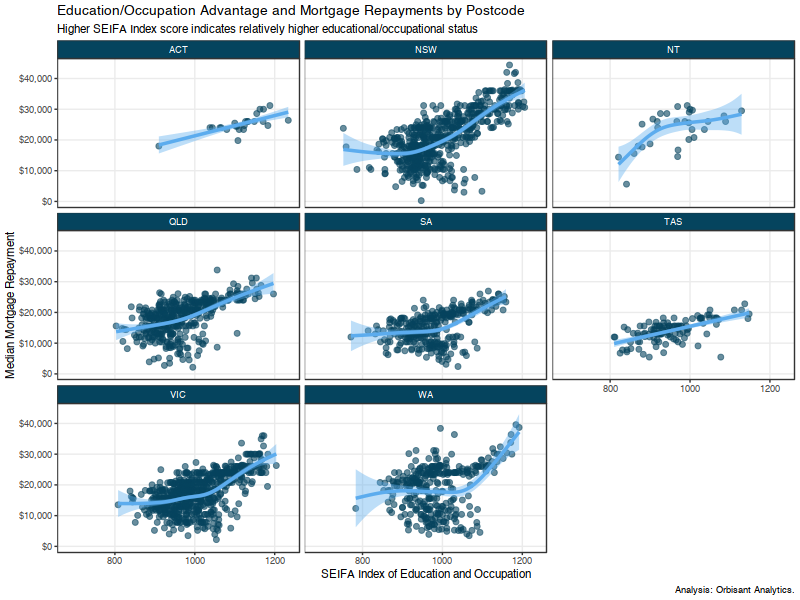 Education/Occupation Advantage and Mortgage Repayments by Postcode
Higher SEIFA Index score indicates relatively higher educational/occupational status
ACT
NSW
NT
$40,000
$30,000
$20,000
$10,000
$0
QLD
SA
TAS
$40,000
$30,000
$20,000
$10,000
$0
800
1000
1200
VIC
WA
$40,000
$30,000
$20,000
$10,000
$0
800
1000
1200
800
1000
1200
Median Mortgage Repayment
SEIFA Index of Education and Occupation
Analysis: Orbisant Analytics.